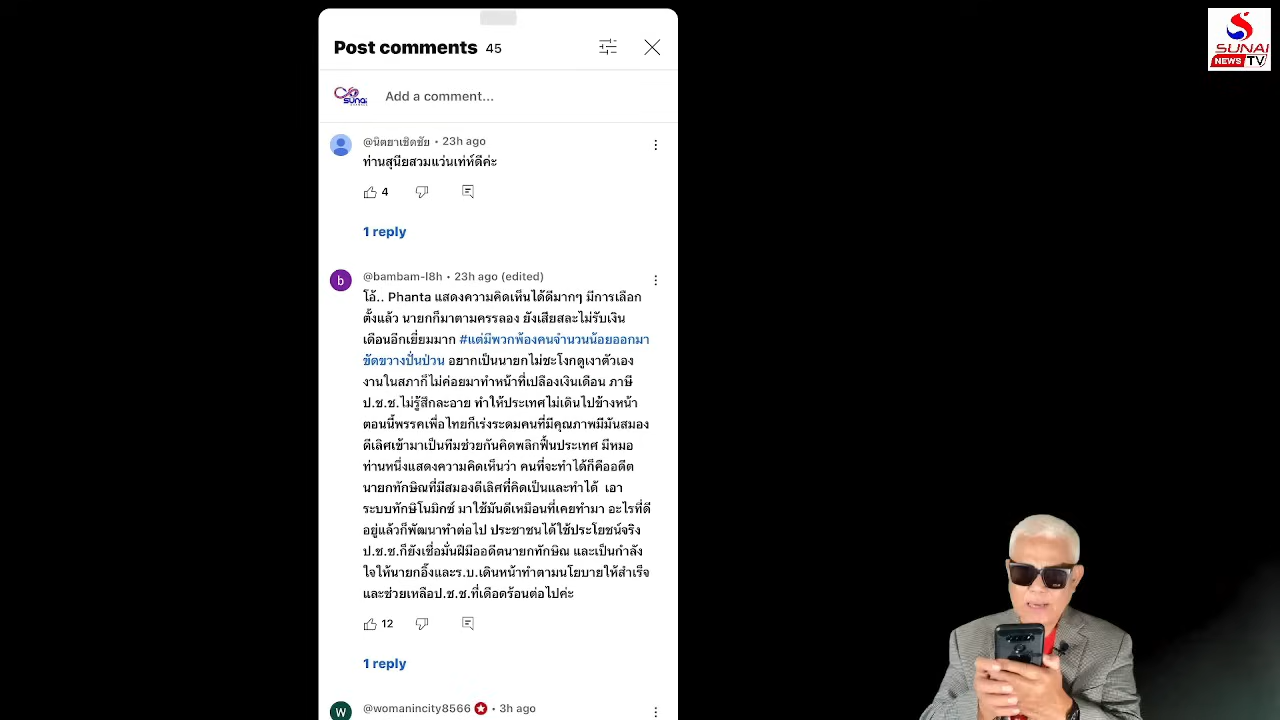 Post comments 45
SUNAI
NEWS TV
Sunai
Add a comment...
@นิตยาเชิดชัย • 23h ago
ท่านสุนัยสวมแว่นเท่ห์ดีค่ะ
4
1 reply
b
@bambam-l8h • 23h ago (edited)
โอ้.. Phanta แสดงความคิดเห็นได้ดีมากๆ มีการเลือก
ตั้งแล้ว นายกก็มาตามครรลอง ยังเสียสละไม่รับเงิน
เดือนอีกเยี่ยมมาก #แต่มีพวกพ้องคนจำนวนน้อยออกมา
ขัดขวางปั่นป่วน อยากเป็นนายกไม่ชะโงกดูเงาตัวเอง
งานในสภาก็ไม่ค่อยมาทำหน้าที่เปลืองเงินเดือน ภาษี
ป.ช.ช.ไม่รู้สึกละอาย ทำให้ประเทศไม่เดินไปข้างหน้า
ตอนนี้พรรคเพื่อไทยก็เร่งระดมคนที่มีคุณภาพมีมันสมอง
ดีเลิศเข้ามาเป็นทีมช่วยกันคิดพลิกฟื้นประเทศ มีหมอ
ท่านหนึ่งแสดงความคิดเห็นว่า คนที่จะทำได้ก็คืออดีต
นายกทักษิณที่มีสมองดีเลิศที่คิดเป็นและทำได้ เอา
ระบบทักษิโนมิกซ์ มาใช้มันดีเหมือนที่เคยทำมา อะไรที่ดี
อยู่แล้วก็พัฒนาทำต่อไป ประชาชนได้ใช้ประโยชน์จริง
ป.ช.ช.ก็ยังเชื่อมั่นฝีมืออดีตนายกทักษิณ และเป็นกำลัง
ใจให้นายกอิ๊งและร.บ.เดินหน้าทำตามนโยบายให้สำเร็จ
และช่วยเหลือป.ช.ช.ที่เดือดร้อนต่อไปค่ะ
12
1 reply
W
@womanincity8566 • 3h ago